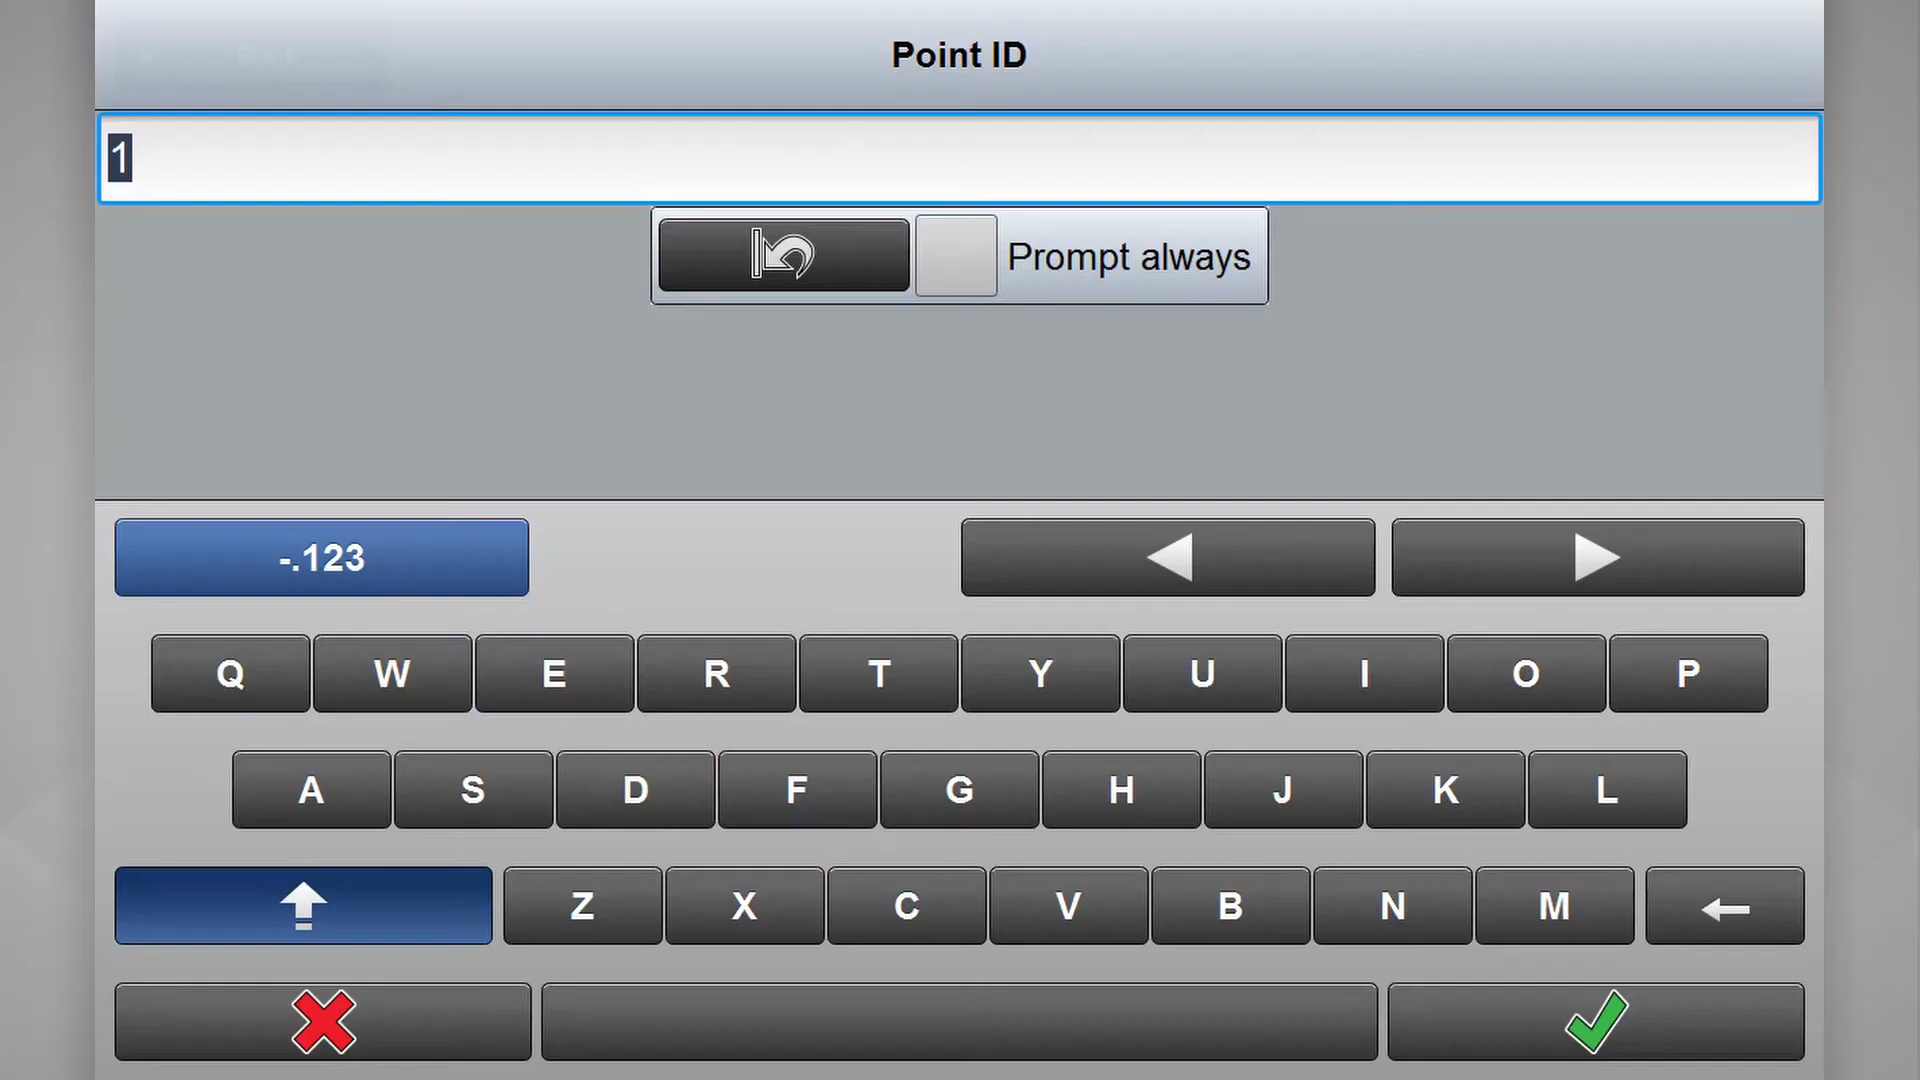 Point ID
1
Prompt always
-.123
Q W E R T Y U I O P
A S D F G H J K L
Z X C V B N M